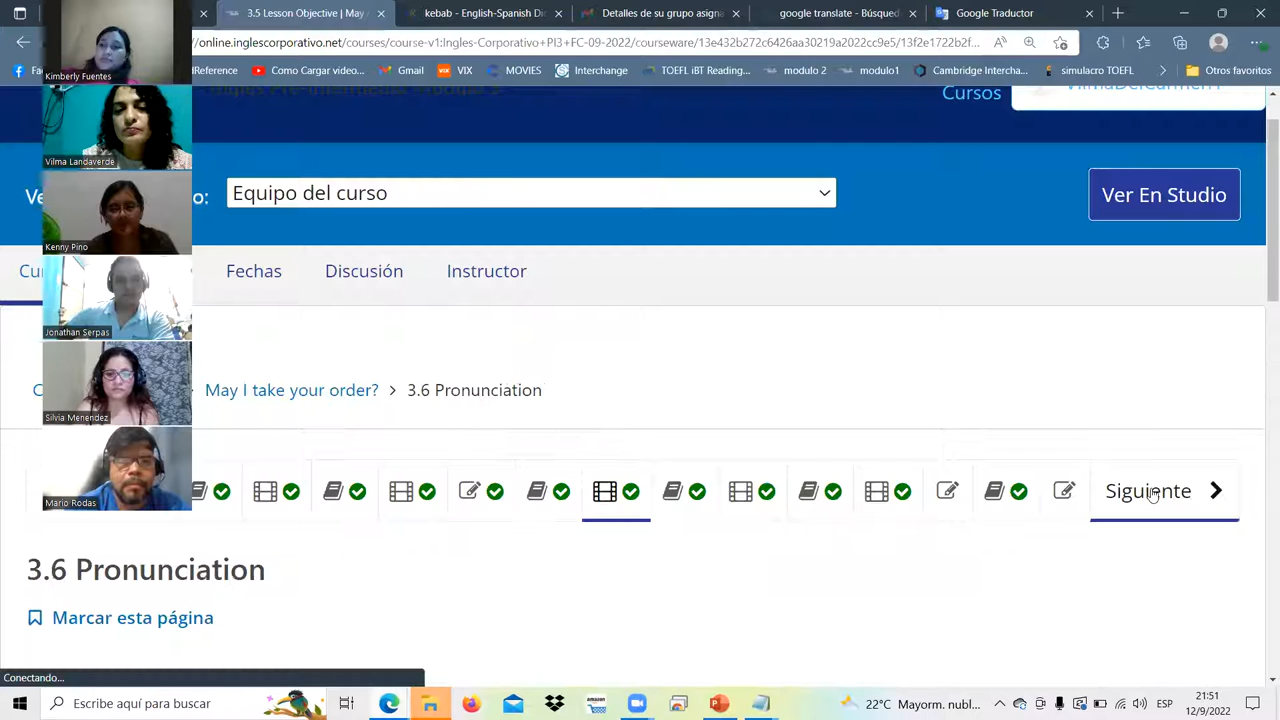 3.5 Lesson Objective | May
kebab - English-Spanish Di
Detalles de su grupo asigna
google translate - Búsqued
Google Traductor
/online.inglescorporativo.net/courses/course-v1:Ingles-Corporativo+PI3+FC-09-2022/courseware/13e432b272c6426aa30219a2022cc9e5/13f2e1722b2f...
Reference
Como Cargar video...
Gmail
VIX
MOVIES
Interchange
TOEFL iBT Reading...
modulo 2
modulo1
Cambridge Intercha...
simulacro TOEFL
Otros favoritos
Cursos
Equipo del curso
Ver En Studio
Fechas
Discusión
Instructor
May I take your order? > 3.6 Pronunciation
Siguiente
3.6 Pronunciation
Marcar esta página
Kimberly Fuentes
Vilma Landaverde
Kenny Pino
Jonathan Serpas
Silvia Menendez
Mario Rodas
Conectando...
Escribe aquí para buscar
amazon
22°C Mayorm. nubl...
ESP
21:51
12/9/2022